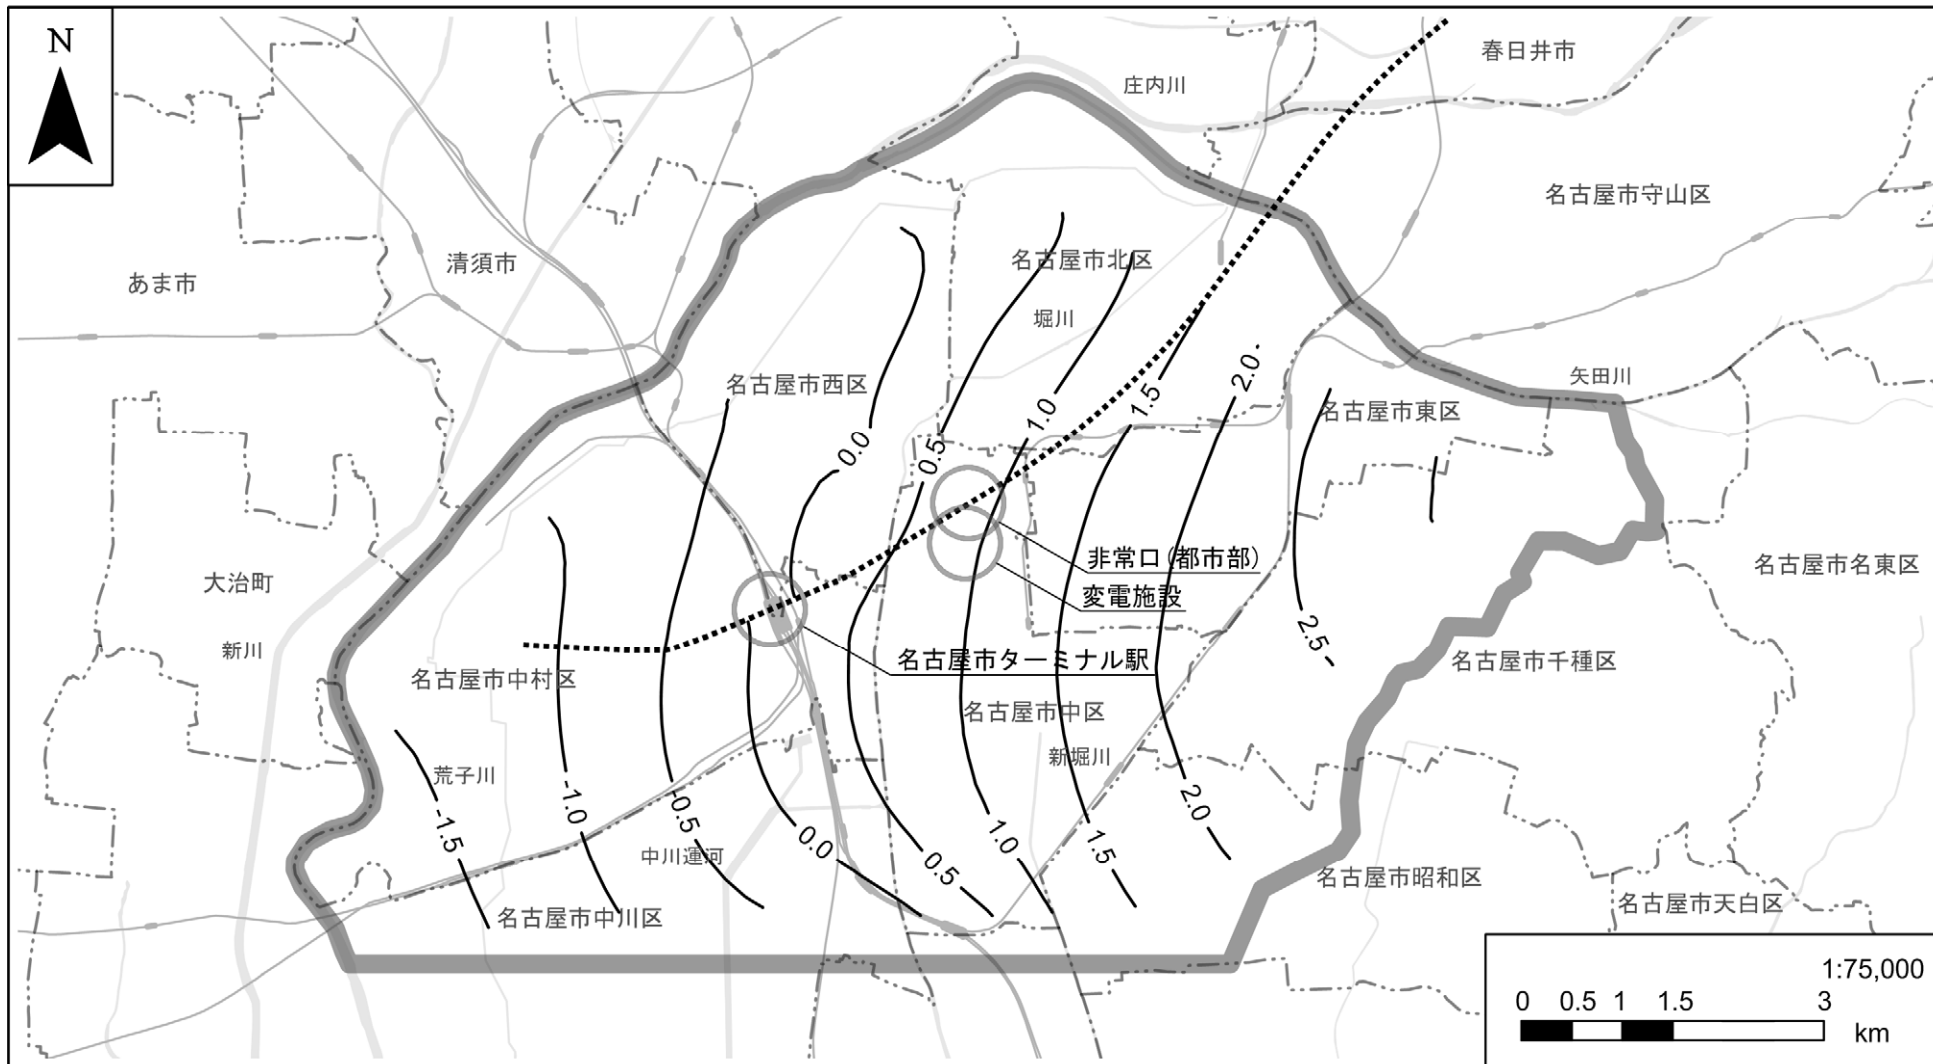 N
春日井市
庄内川
名古屋市守山区
名古屋市北区
清須市
あま市
堀川
2.0
矢田川
名古屋市西区
1.5
名古屋市東区
1.0
0.0
0.5
非常口(都市部)
名古屋市名東区
大治町
変電施設
2.5
新川
名古屋市ターミナル駅
名古屋市千種区
名古屋市中村区
名古屋市中区
新堀川
荒子川
-1.0
-0.5
2.0
-1.5
0.0
1.0
1.5
中川運河
0.5
名古屋市昭和区
名古屋市天白区
名古屋市中川区
1:75,000
0 0.5 1 1.5 3
km